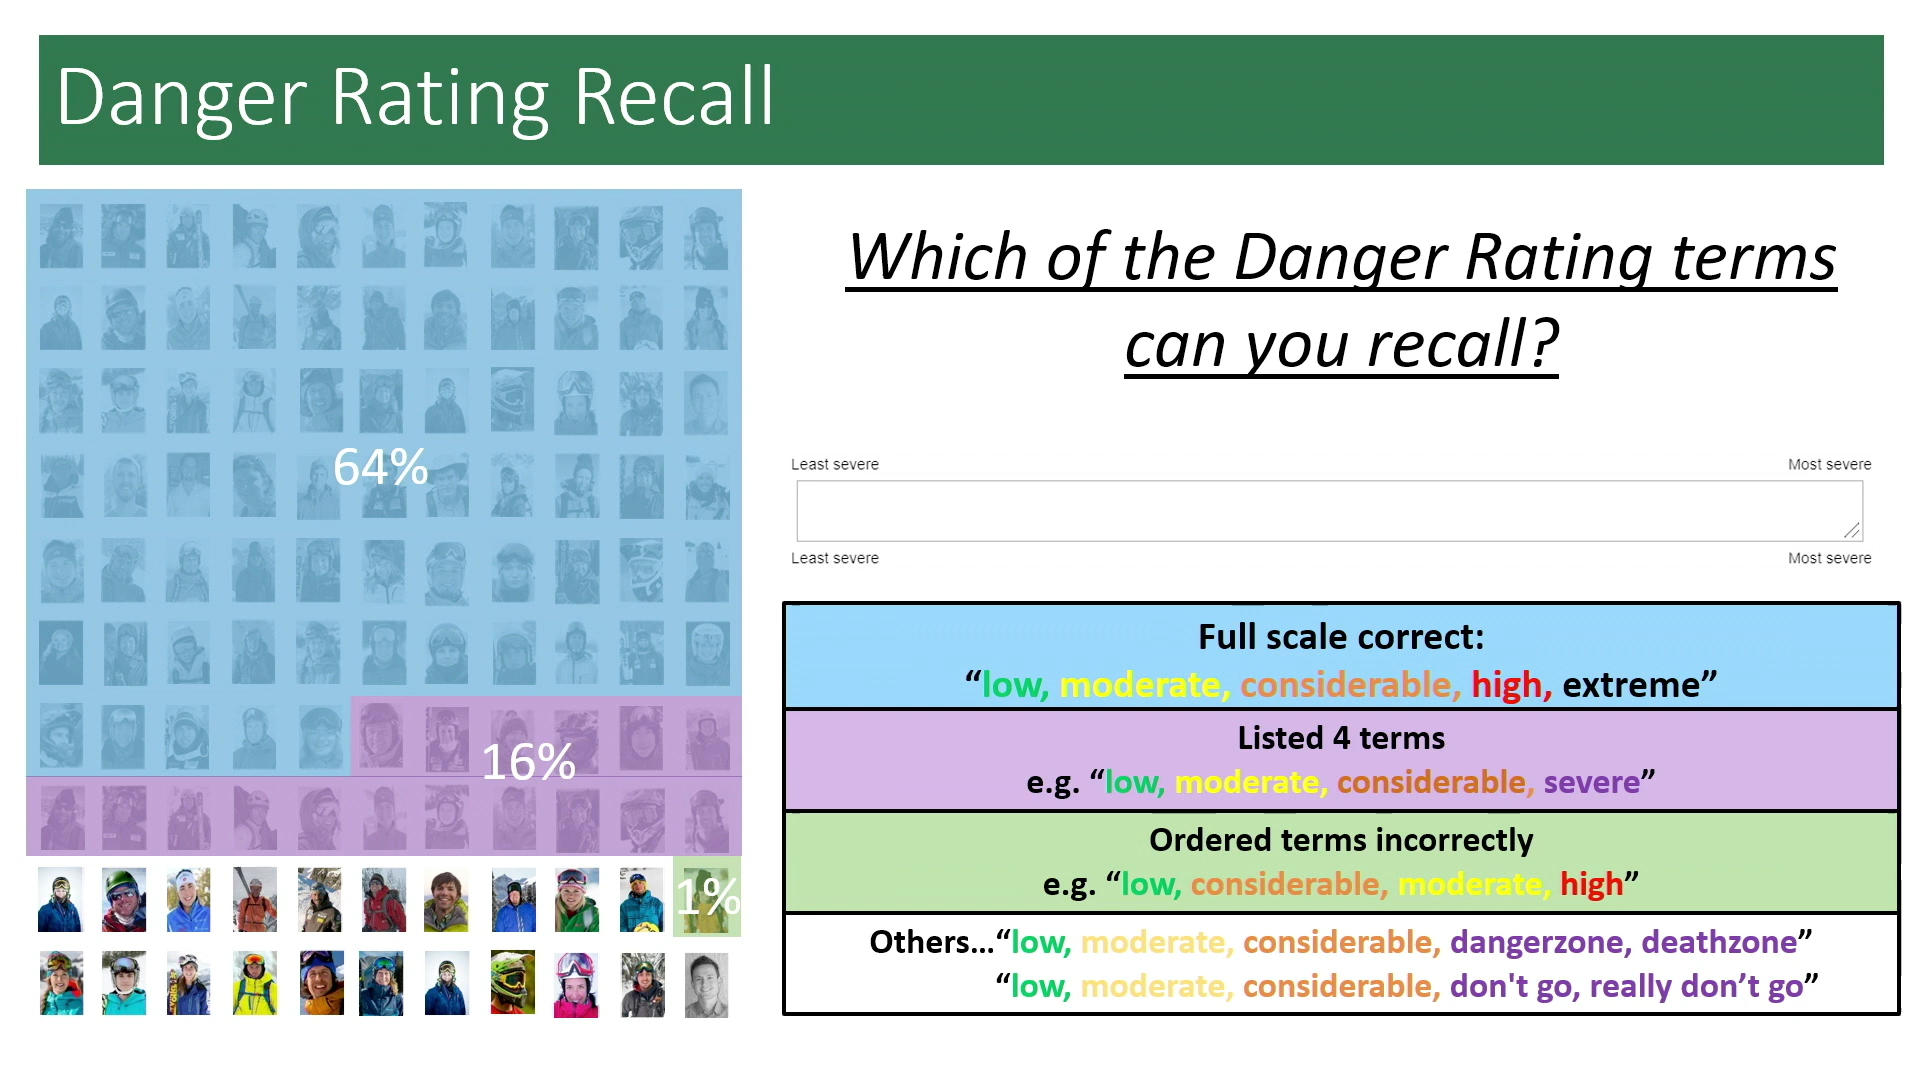 Danger Rating Recall
64%
16%
1%
Which of the Danger Rating terms
can you recall?
Least severe Most severe
Least severe Most severe
Full scale correct:
“low, moderate, considerable, high, extreme”
Listed 4 terms
e.g. “low, moderate, considerable, severe”
Ordered terms incorrectly
e.g. “low, considerable, moderate, high”
Others…“low, moderate, considerable, dangerzone, deathzone”
“low, moderate, considerable, don't go, really don’t go”